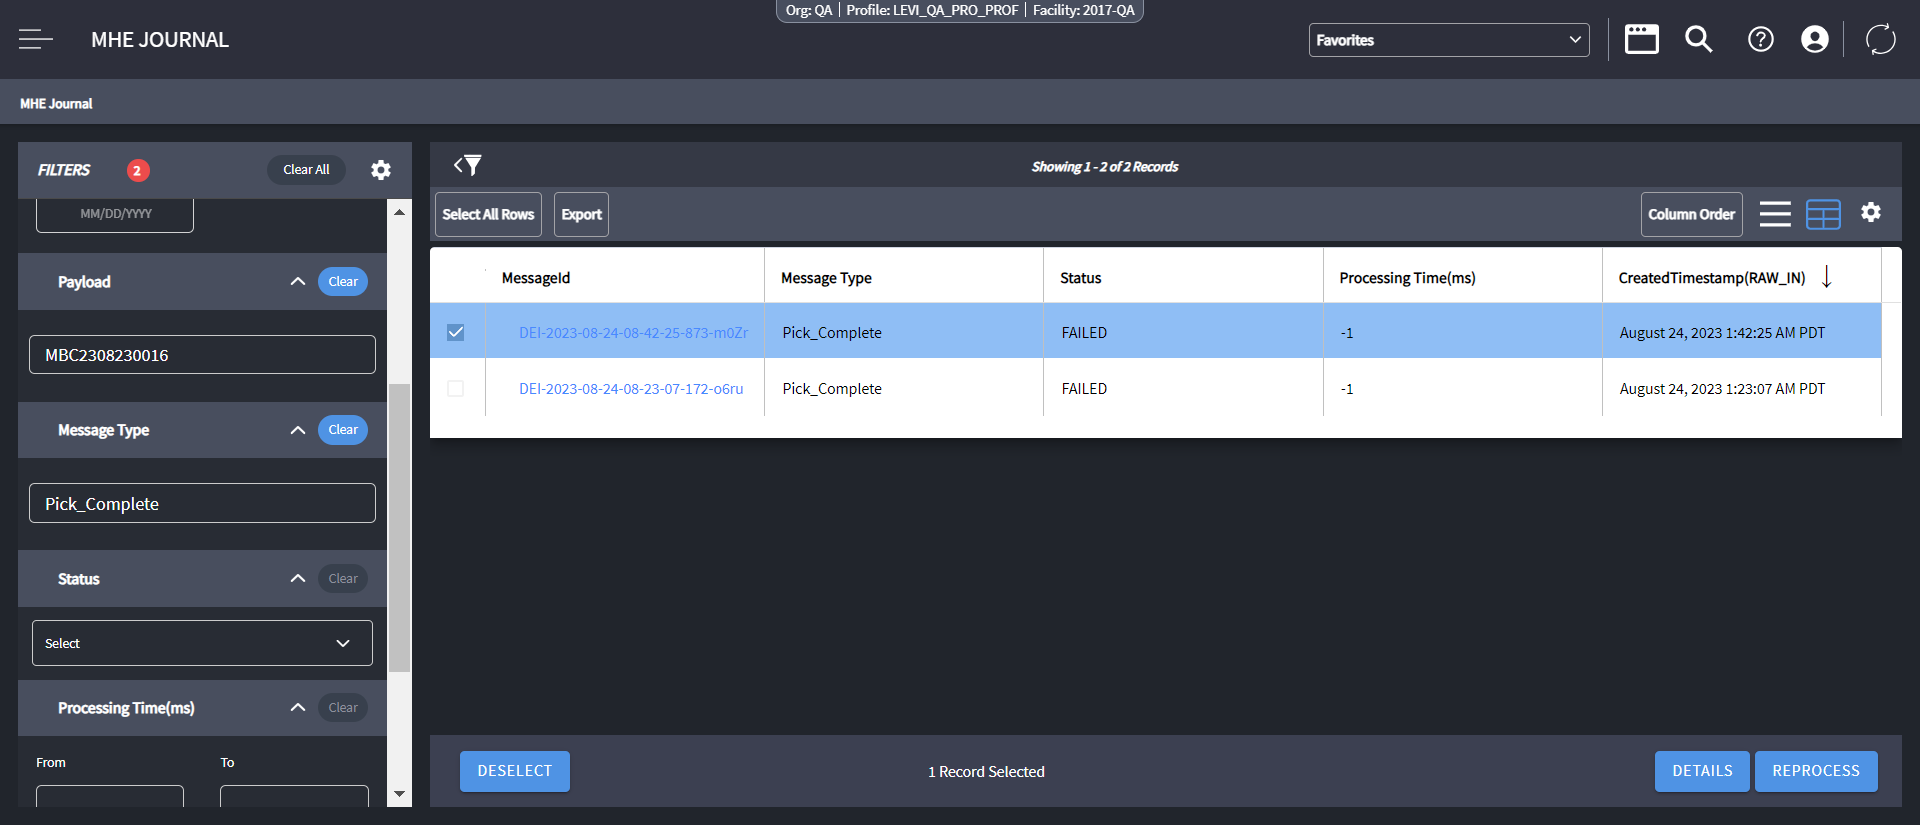 Org: QA | Profile: LEVI_QA_PRO_PROF | Facility: 2017-QA
MHE JOURNAL
Favorites
MHE Journal
FILTERS 2 Clear All
MM/DD/YYYY
Payload Clear
MBC2308230016
Message Type Clear
Pick_Complete
Status Clear
Select
Processing Time(ms) Clear
From To
Showing 1 - 2 of 2 Records
Select All Rows Export Column Order
MessageId Message Type Status Processing Time(ms) CreatedTimestamp(RAW_IN)
DEI-2023-08-24-08-42-25-873-m0Zr Pick_Complete FAILED -1 August 24, 2023 1:42:25 AM PDT
DEI-2023-08-24-08-23-07-172-o6ru Pick_Complete FAILED -1 August 24, 2023 1:23:07 AM PDT
DESELECT 1 Record Selected DETAILS REPROCESS